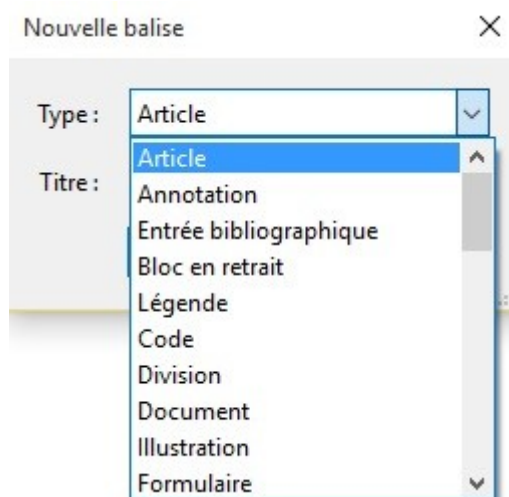 Nouvelle balise
Type : Article
Article
Titre :
Annotation
Entrée bibliographique
Bloc en retrait
Légende
Code
Division
Document
Illustration
Formulaire